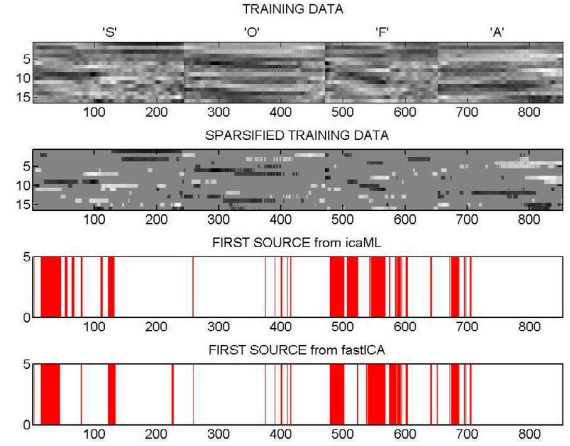 TRAINING DATA
'S' 'O' 'F' 'A'
5
10
15
100 200 300 400 500 600 700 800
SPARSIFIED TRAINING DATA
5
10
15
100 200 300 400 500 600 700 800
FIRST SOURCE from icaML
5
0
100 200 300 400 500 600 700 800
FIRST SOURCE from fastICA
5
0
100 200 300 400 500 600 700 800